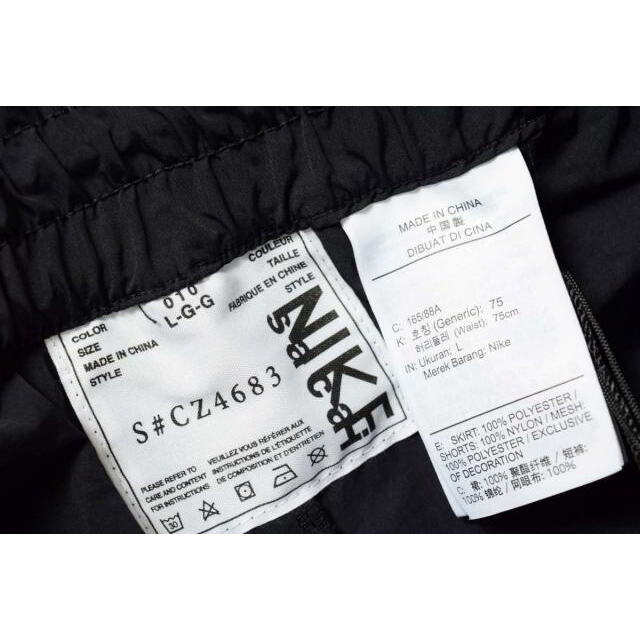 COLOR 010 COULEUR
SIZE L-G-G TAILLE
MADE IN CHINA FABRIQUE EN CHINE
STYLE STYLE
S#CZ4683
NIKE
sacai
PLEASE REFER TO VEUILLEZ VOUS RÉFÉRER AUX
CARE AND CONTENT INSTRUCTIONS DE L'ÉTIQUETTE
FOR INSTRUCTIONS DE COMPOSITION ET D'ENTRETIEN
30
MADE IN CHINA
中国製
DIBUAT DI CINA
C: 165/88A
K: 호칭 (Generic): 75
허리둘레 (Waist): 75cm
IN: Ukuran: L
Merek Barang: Nike
E: SKIRT: 100% POLYESTER /
SHORTS: 100% NYLON / MESH:
100% POLYESTER / EXCLUSIVE
OF DECORATION
C: 裙: 100% 聚酯纤维 / 短裤:
100% 锦纶 / 网眼布: 100%